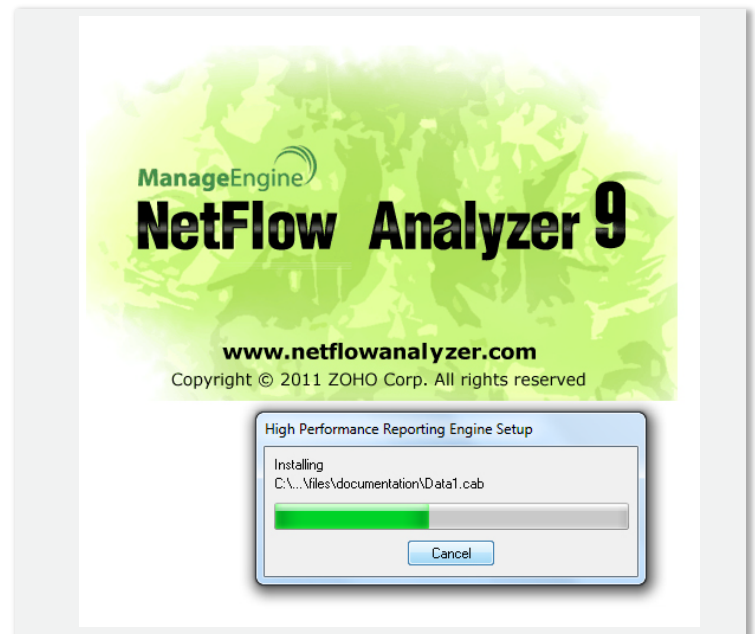 ManageEngine
NetFlow Analyzer 9
www.netflowanalyzer.com
Copyright © 2011 ZOHO Corp. All rights reserved
High Performance Reporting Engine Setup
Installing
C:\...\files\documentation\Data1.cab
Cancel